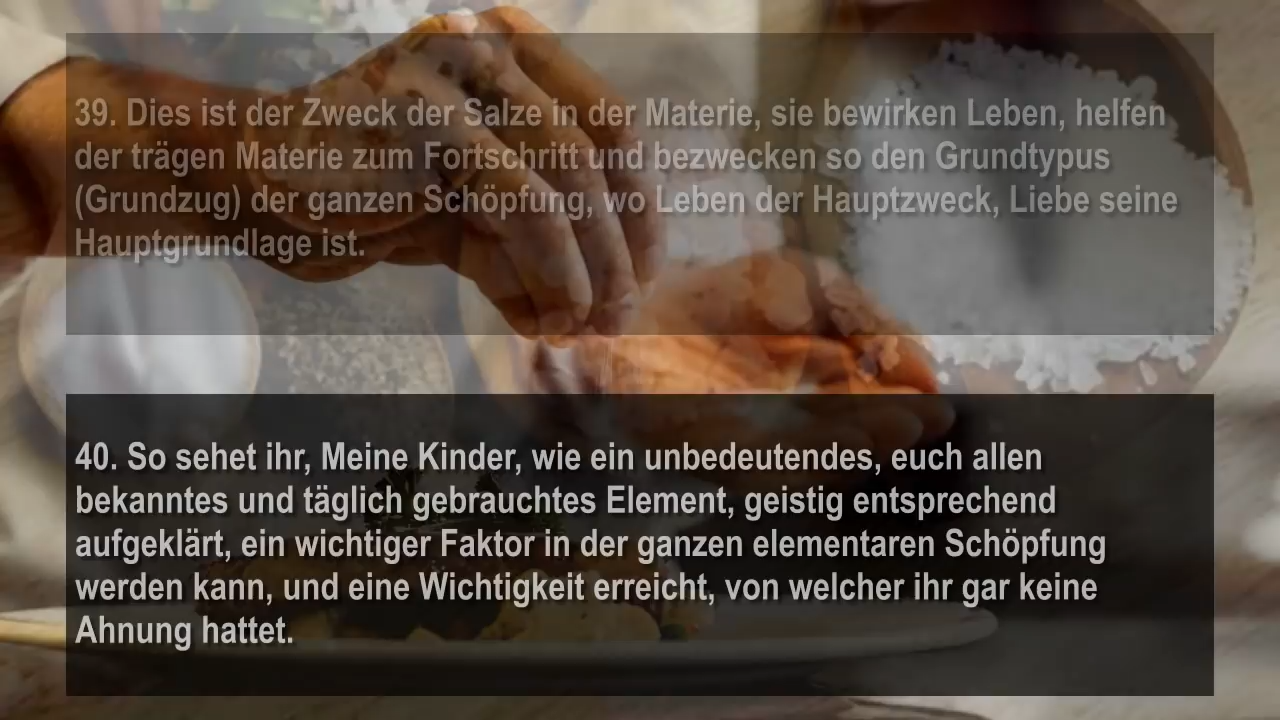 39. Dies ist der Zweck der Salze in der Materie, sie bewirken Leben, helfen
der trägen Materie zum Fortschritt und bezwecken so den Grundtypus
(Grundzug) der ganzen Schöpfung, wo Leben der Hauptzweck, Liebe seine
Hauptgrundlage ist.
40. So sehet ihr, Meine Kinder, wie ein unbedeutendes, euch allen
bekanntes und täglich gebrauchtes Element, geistig entsprechend
aufgeklärt, ein wichtiger Faktor in der ganzen elementaren Schöpfung
werden kann, und eine Wichtigkeit erreicht, von welcher ihr gar keine
Ahnung hattet.